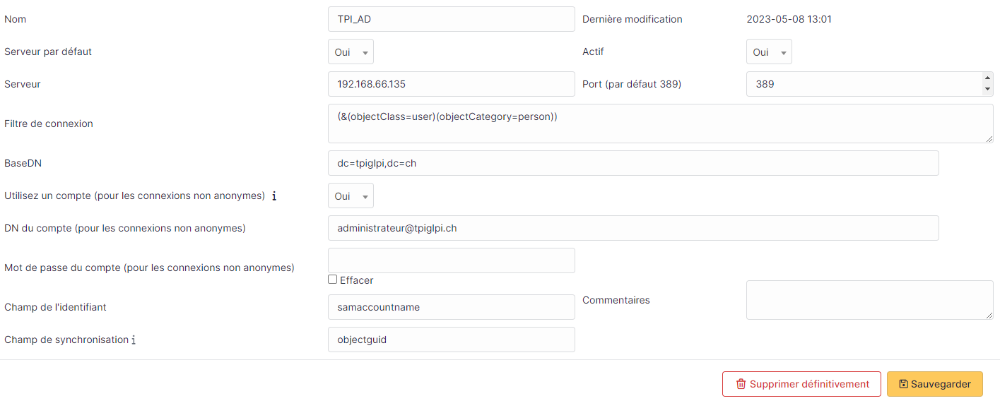 Nom TPI_AD Dernière modification 2023-05-08 13:01
Serveur par défaut Oui Actif Oui
Serveur 192.168.66.135 Port (par défaut 389) 389
Filtre de connexion (&(objectClass=user)(objectCategory=person))
BaseDN dc=tpiglpi,dc=ch
Utilisez un compte (pour les connexions non anonymes) i Oui
DN du compte (pour les connexions non anonymes) administrateur@tpiglpi.ch
Mot de passe du compte (pour les connexions non anonymes)
Effacer
Champ de l'identifiant samaccountname Commentaires
Champ de synchronisation i objectguid
Supprimer définitivement Sauvegarder